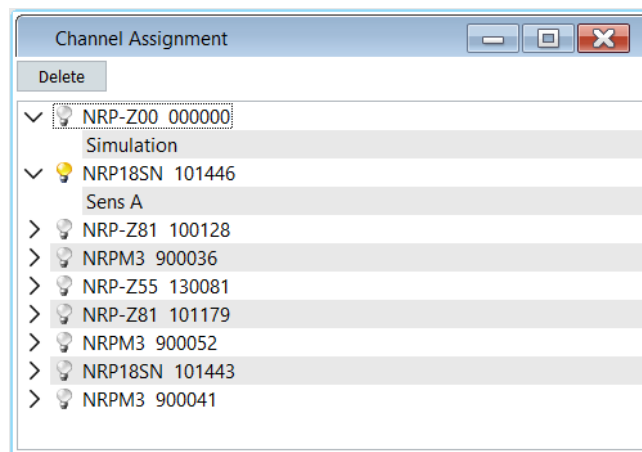 Channel Assignment
Delete
NRP-Z00 000000
Simulation
NRP18SN 101446
Sens A
NRP-Z81 100128
NRPM3 900036
NRP-Z55 130081
NRP-Z81 101179
NRPM3 900052
NRP18SN 101443
NRPM3 900041